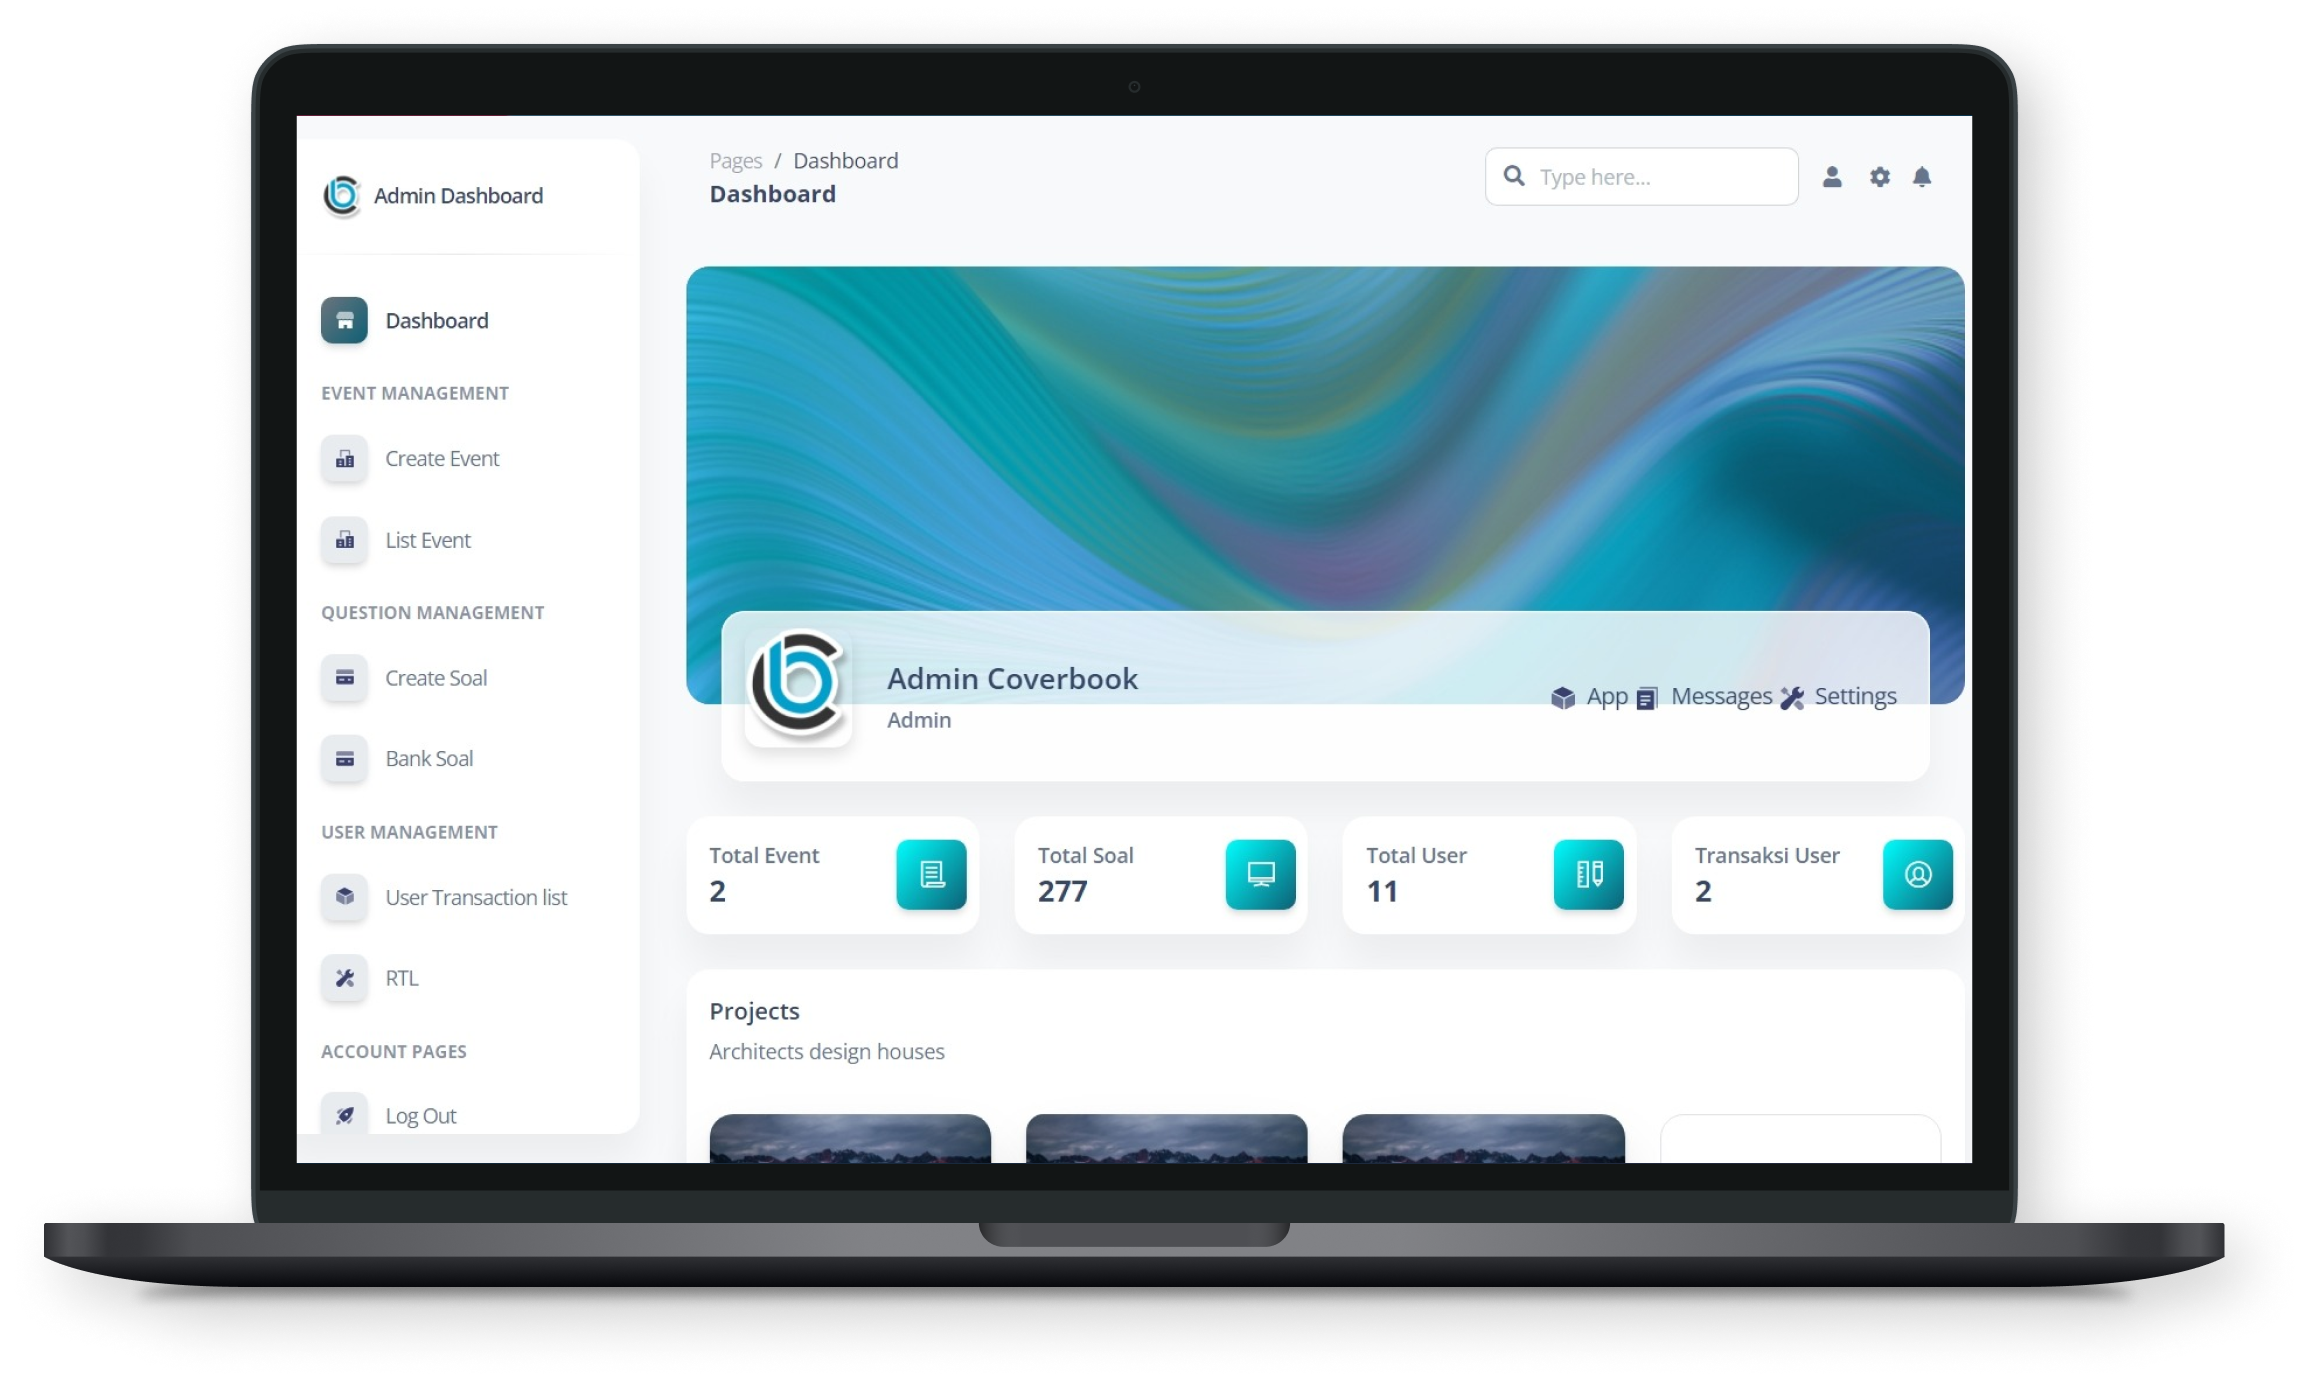 Admin Dashboard
Dashboard
EVENT MANAGEMENT
Create Event
List Event
QUESTION MANAGEMENT
Create Soal
Bank Soal
USER MANAGEMENT
User Transaction list
RTL
ACCOUNT PAGES
Log Out
Pages / Dashboard
Dashboard
Type here...
Admin Coverbook
Admin
App Messages Settings
Total Event
2
Total Soal
277
Total User
11
Transaksi User
2
Projects
Architects design houses